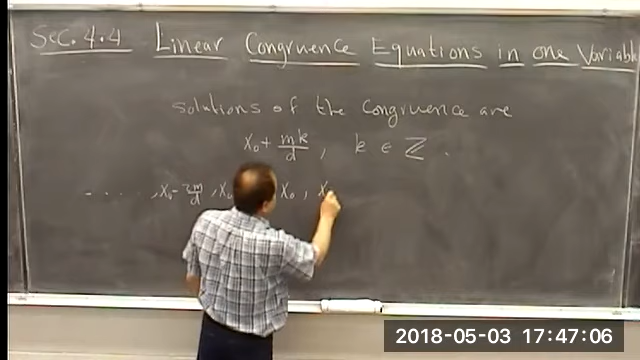 Sec. 4.4 Linear Congruence Equations in one Variable
solutions of the congruence are
x₀ + mk/d , k ∈ ℤ .
. . . . . , x₀ - 2m/d , x₀ x₀ , x
2018-05-03 17:47:06